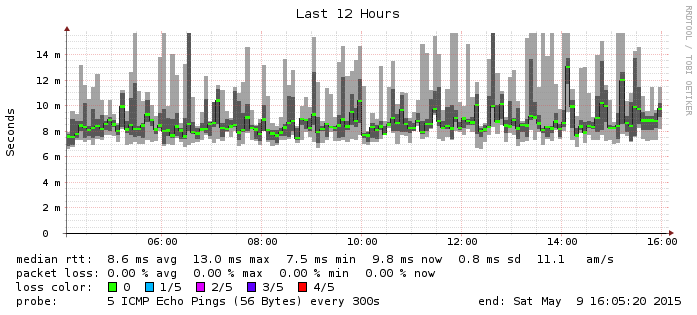 Last 12 Hours
RRDTOOL / TOBI OETIKER
Seconds
14 m
12 m
10 m
8 m
6 m
4 m
2 m
0
06:00 08:00 10:00 12:00 14:00 16:00
median rtt: 8.6 ms avg 13.0 ms max 7.5 ms min 9.8 ms now 0.8 ms sd 11.1 am/s
packet loss: 0.00 % avg 0.00 % max 0.00 % min 0.00 % now
loss color: 0 1/5 2/5 3/5 4/5
probe: 5 ICMP Echo Pings (56 Bytes) every 300s end: Sat May 9 16:05:20 2015